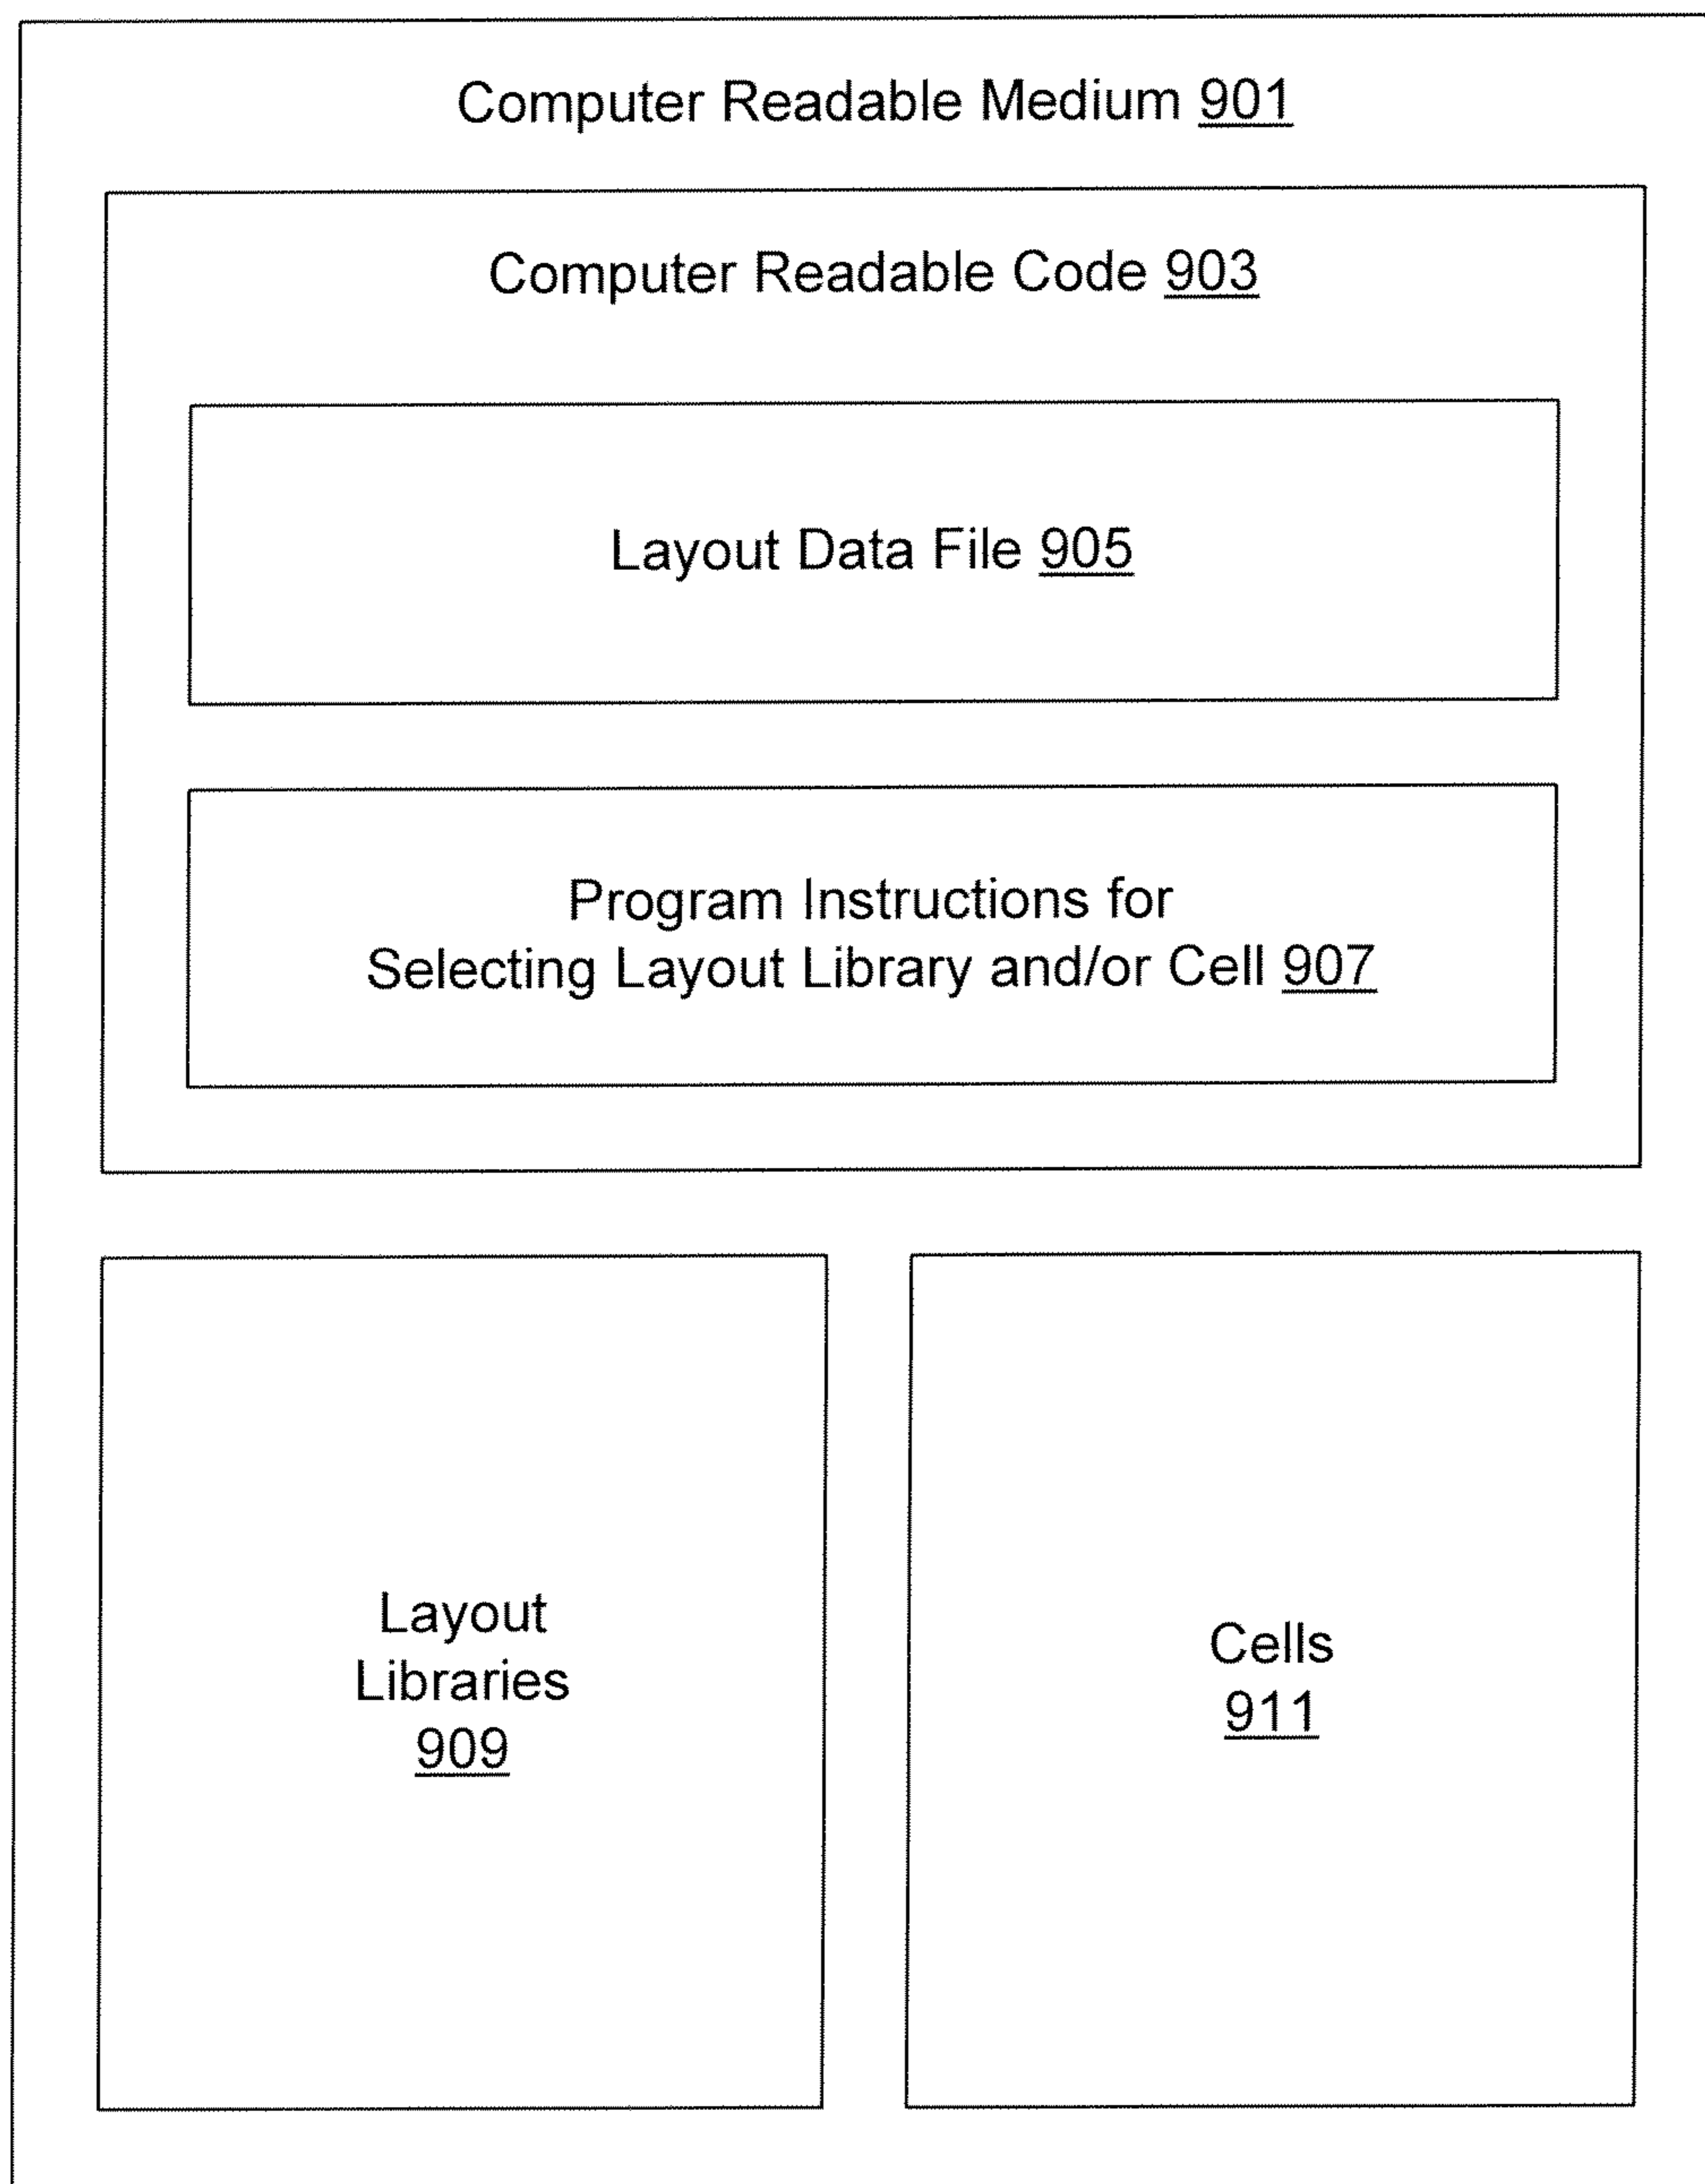 Computer Readable Medium 901
Computer Readable Code 903
Layout Data File 905
Program Instructions for
Selecting Layout Library and/or Cell 907
Layout
Libraries
909
Cells
911